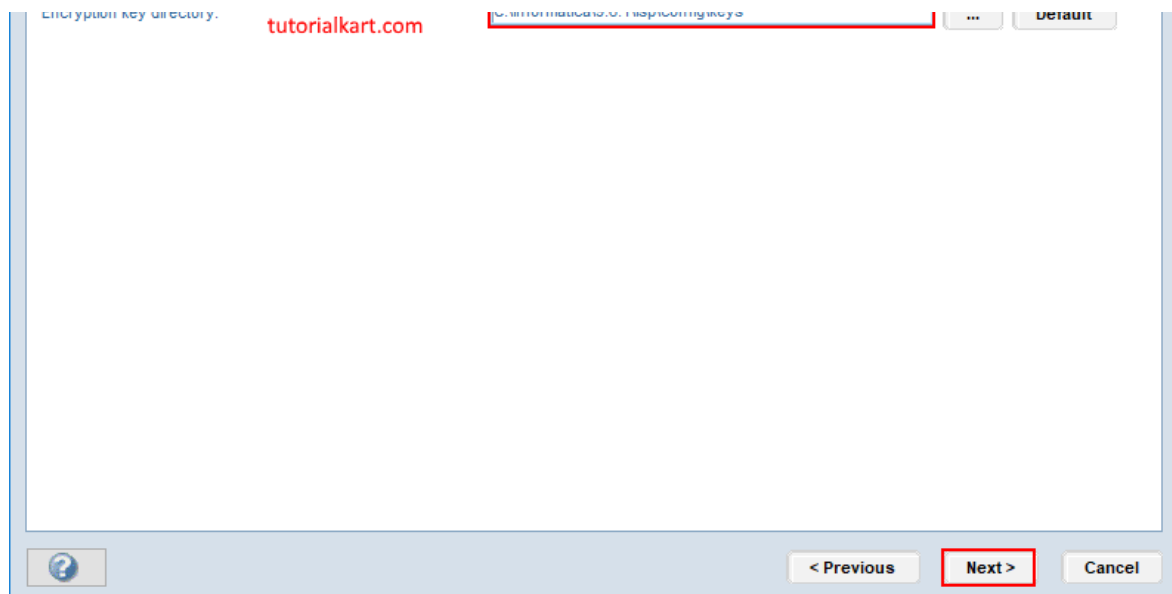 Encryption key directory:
tutorialkart.com
... Default
< Previous Next > Cancel